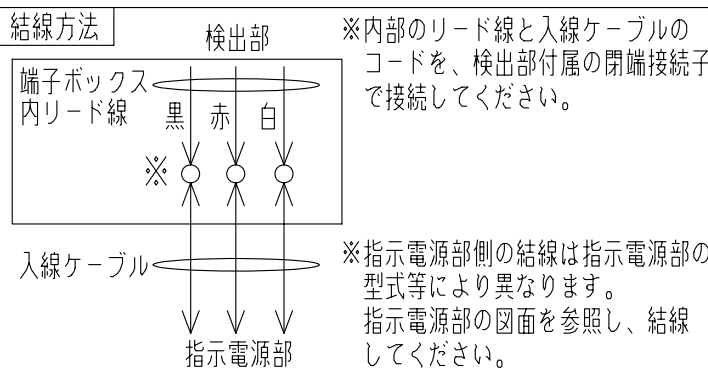 結線方法
検出部
※内部のリード線と入線ケーブルの
コードを、検出部付属の閉端接続子
で接続してください。
端子ボックス
内リード線
黒 赤 白
※
入線ケーブル
※指示電源部側の結線は指示電源部の
型式等により異なります。
指示電源部の図面を参照し、結線
してください。
指示電源部